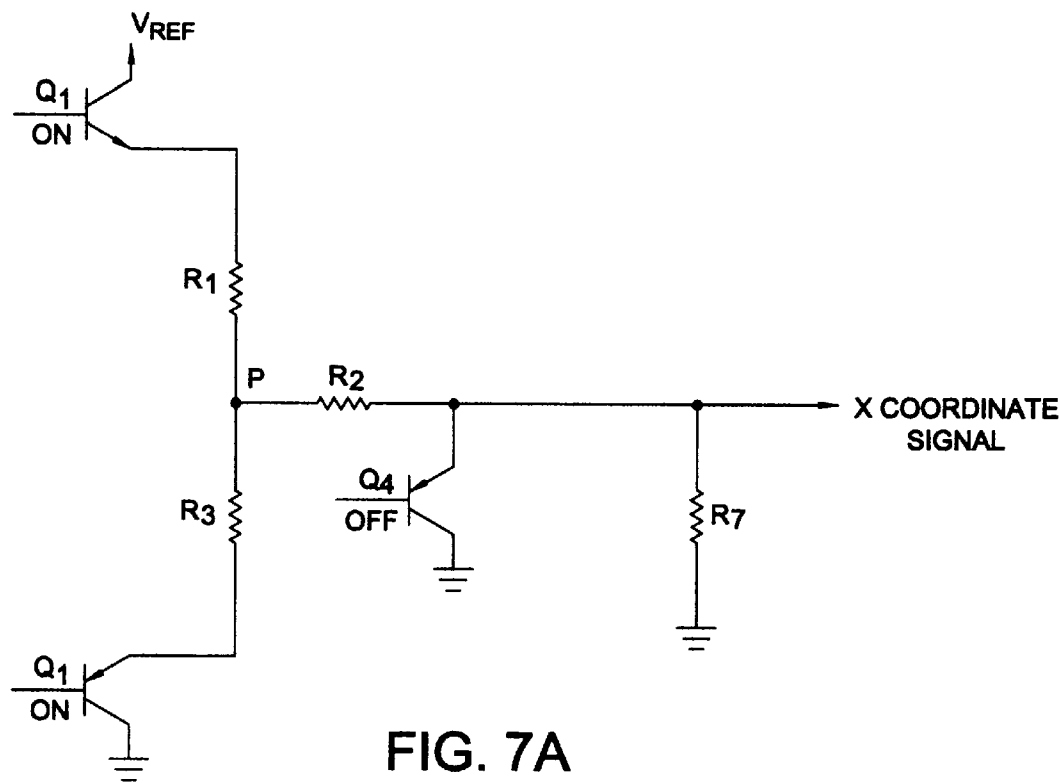 VREF
Q1
ON
R1
P
R2
X COORDINATE
SIGNAL
Q4
OFF
R3
R7
Q1
ON
FIG. 7A